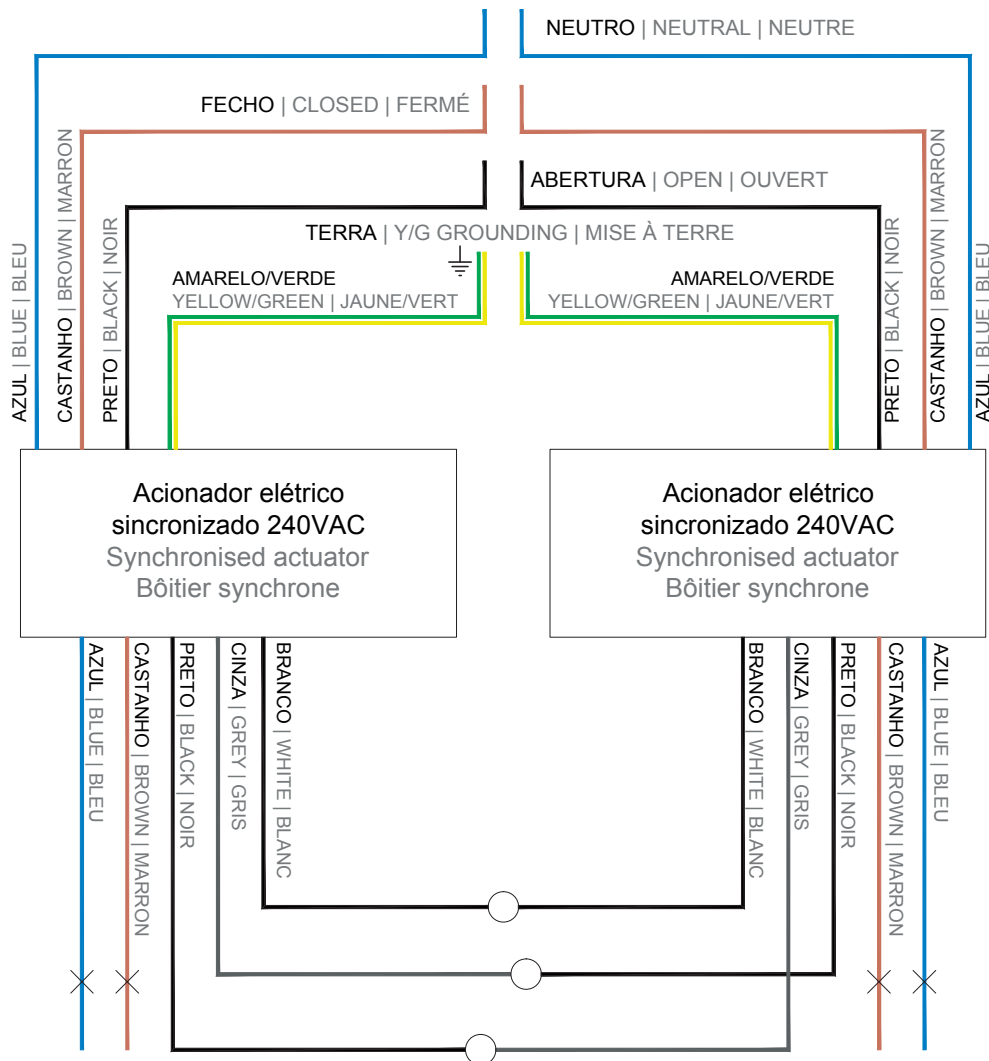 NEUTRO | NEUTRAL | NEUTRE
FECHO | CLOSED | FERMÉ
ABERTURA | OPEN | OUVERT
TERRA | Y/G GROUNDING | MISE À TERRE
AMARELO/VERDE
YELLOW/GREEN | JAUNE/VERT
AMARELO/VERDE
YELLOW/GREEN | JAUNE/VERT
AZUL | BLUE | BLEU
CASTANHO | BROWN | MARRON
PRETO | BLACK | NOIR
PRETO | BLACK | NOIR
CASTANHO | BROWN | MARRON
AZUL | BLUE | BLEU
Acionador elétrico
sincronizado 240VAC
Synchronised actuator
Bôitier synchrone
Acionador elétrico
sincronizado 240VAC
Synchronised actuator
Bôitier synchrone
AZUL | BLUE | BLEU
CASTANHO | BROWN | MARRON
PRETO | BLACK | NOIR
CINZA | GREY | GRIS
BRANCO | WHITE | BLANC
BRANCO | WHITE | BLANC
CINZA | GREY | GRIS
PRETO | BLACK | NOIR
CASTANHO | BROWN | MARRON
AZUL | BLUE | BLEU